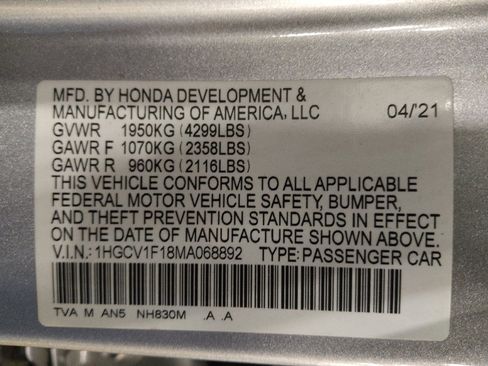 MFD. BY HONDA DEVELOPMENT &
MANUFACTURING OF AMERICA, LLC 04/'21
GVWR 1950KG (4299LBS)
GAWR F 1070KG (2358LBS)
GAWR R 960KG (2116LBS)
THIS VEHICLE CONFORMS TO ALL APPLICABLE
FEDERAL MOTOR VEHICLE SAFETY, BUMPER,
AND THEFT PREVENTION STANDARDS IN EFFECT
ON THE DATE OF MANUFACTURE SHOWN ABOVE.
V.I.N.: 1HGCV1F18MA068892 TYPE: PASSENGER CAR
TVA M AN5 NH830M .A .A